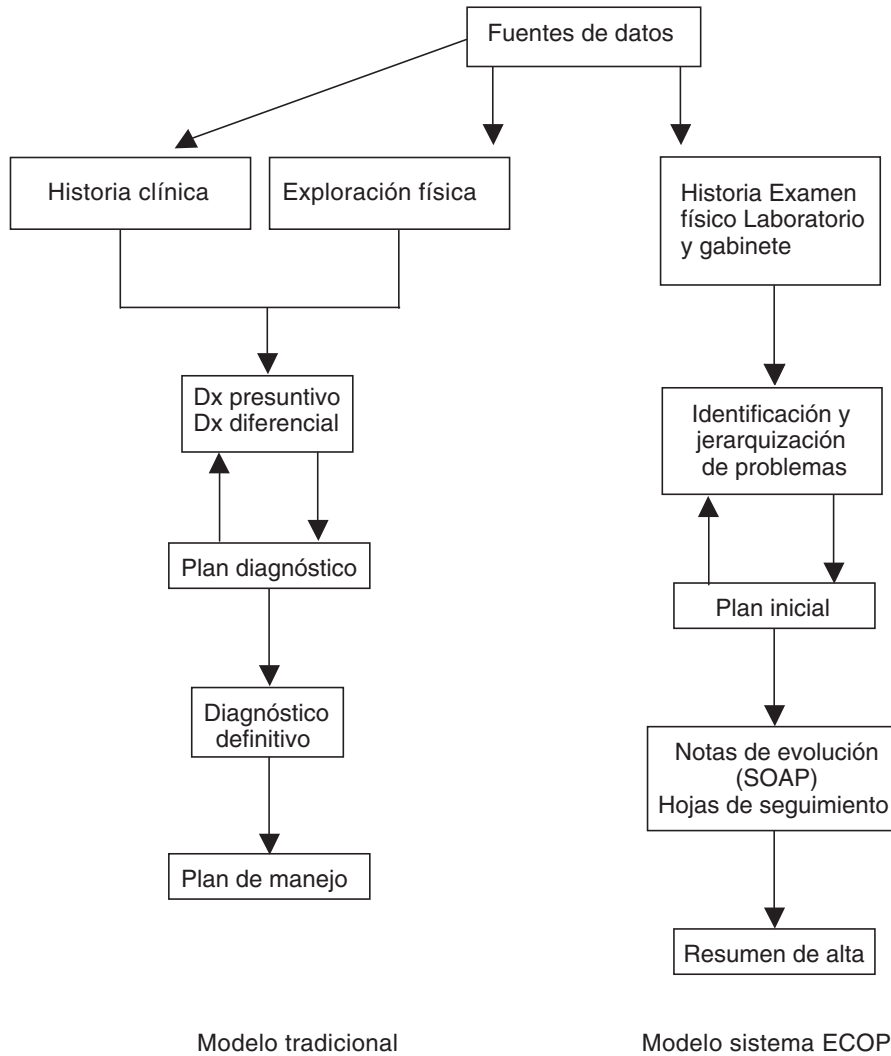 Fuentes de datos
Historia clínica
Exploración física
Historia Examen
físico Laboratorio
y gabinete
Dx presuntivo
Dx diferencial
Identificación y
jerarquización
de problemas
Plan diagnóstico
Plan inicial
Diagnóstico
definitivo
Notas de evolución
(SOAP)
Hojas de seguimiento
Plan de manejo
Resumen de alta
Modelo tradicional
Modelo sistema ECOP